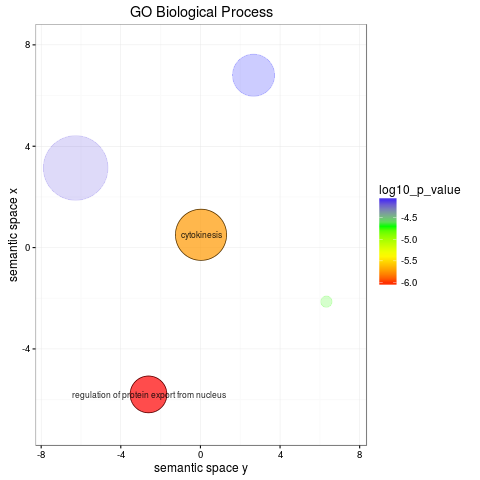 GO Biological Process
8
4
0
-4
semantic space x
cytokinesis
regulation of protein export from nucleus
-8
-4
0
4
8
semantic space y
log10_p_value
-4.5
-5.0
-5.5
-6.0